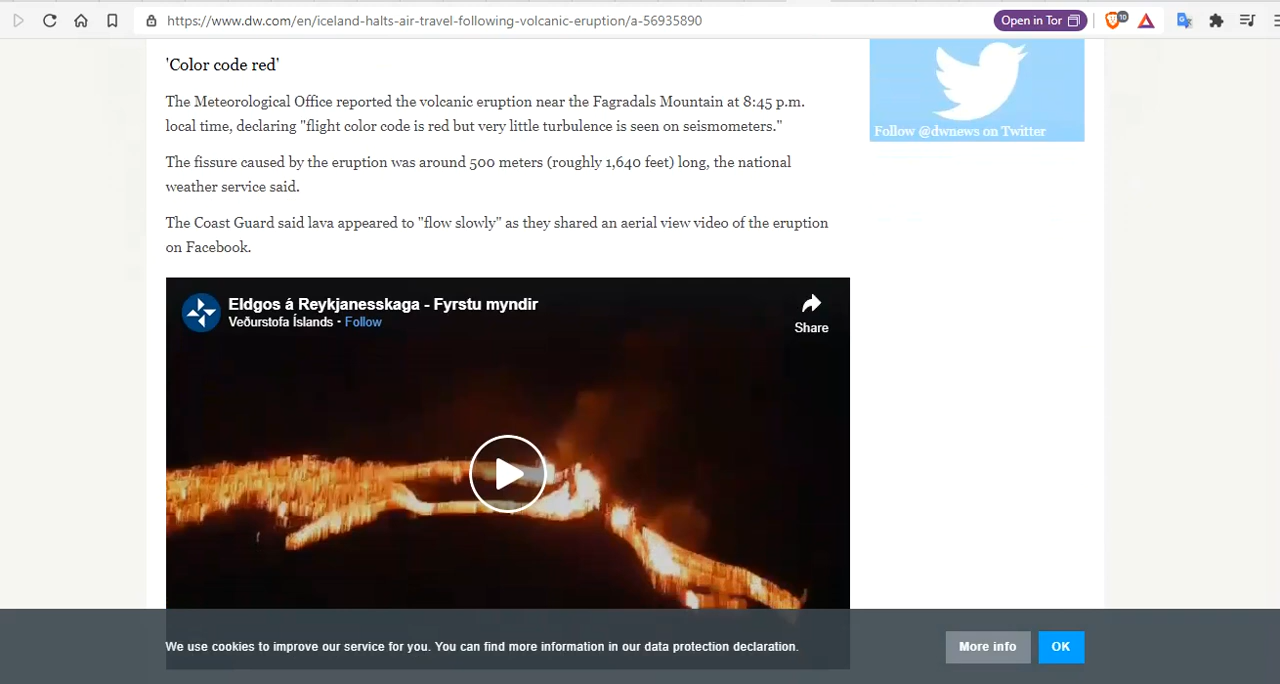 https://www.dw.com/en/iceland-halts-air-travel-following-volcanic-eruption/a-56935890
Open in Tor
10
'Color code red'
The Meteorological Office reported the volcanic eruption near the Fagradals Mountain at 8:45 p.m.
local time, declaring "flight color code is red but very little turbulence is seen on seismometers."
The fissure caused by the eruption was around 500 meters (roughly 1,640 feet) long, the national
weather service said.
The Coast Guard said lava appeared to "flow slowly" as they shared an aerial view video of the eruption
on Facebook.
Follow @dwnews on Twitter
Eldgos á Reykjanesskaga - Fyrstu myndir
Veðurstofa Íslands · Follow
Share
We use cookies to improve our service for you. You can find more information in our data protection declaration.
More info
OK